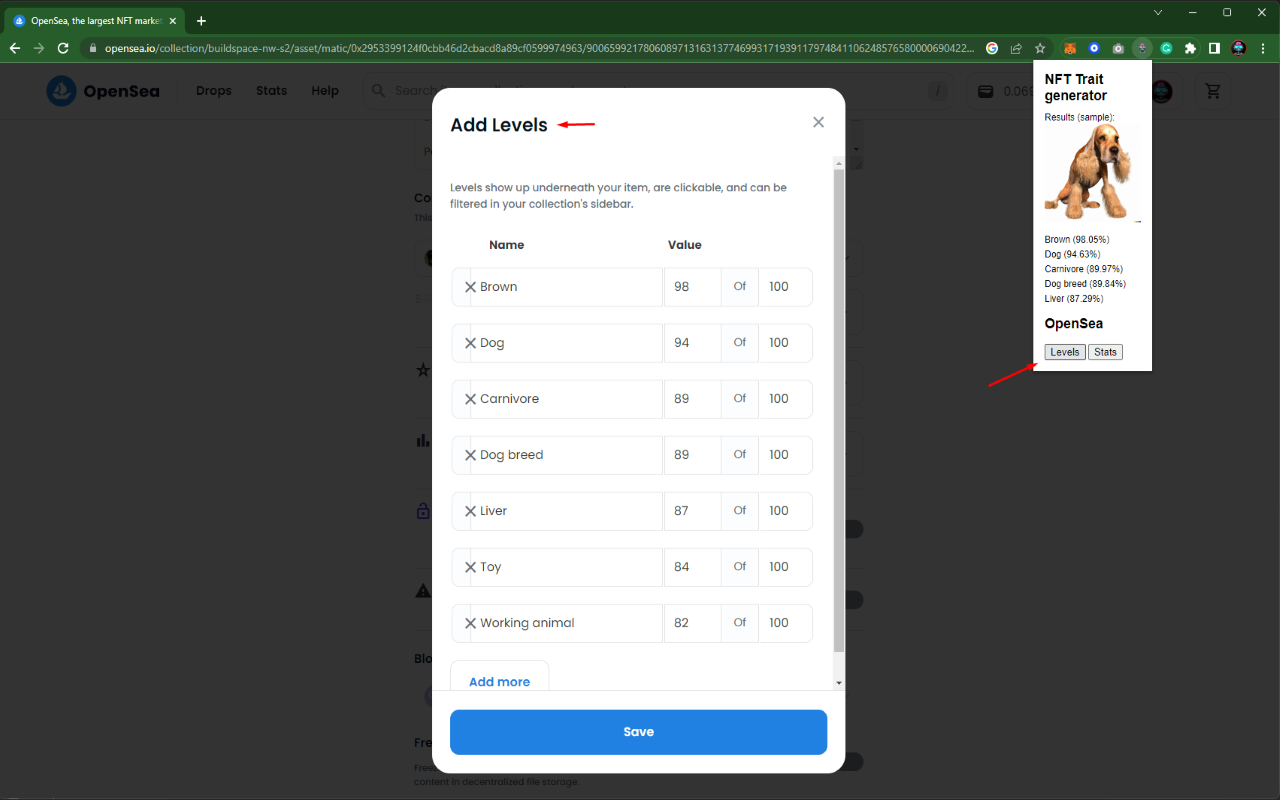 OpenSea, the largest NFT market
opensea.io/collection/buildspace-nw-s2/asset/matic/0x2953399124f0cbb46d2cbacd8a89cf0599974963/90065992178060897131631377469931719391179748411062485765800006904​22...
OpenSea
Drops
Stats
Help
Search
/
0.069
Add Levels
Levels show up underneath your item, are clickable, and can be
filtered in your collection's sidebar.
Name Value
Brown 98 Of 100
Dog 94 Of 100
Carnivore 89 Of 100
Dog breed 89 Of 100
Liver 87 Of 100
Toy 84 Of 100
Working animal 82 Of 100
Add more
Save
content in decentralized file storage.
NFT Trait
generator
Results (sample):
Brown (98.05%)
Dog (94.63%)
Carnivore (89.97%)
Dog breed (89.84%)
Liver (87.29%)
OpenSea
Levels Stats